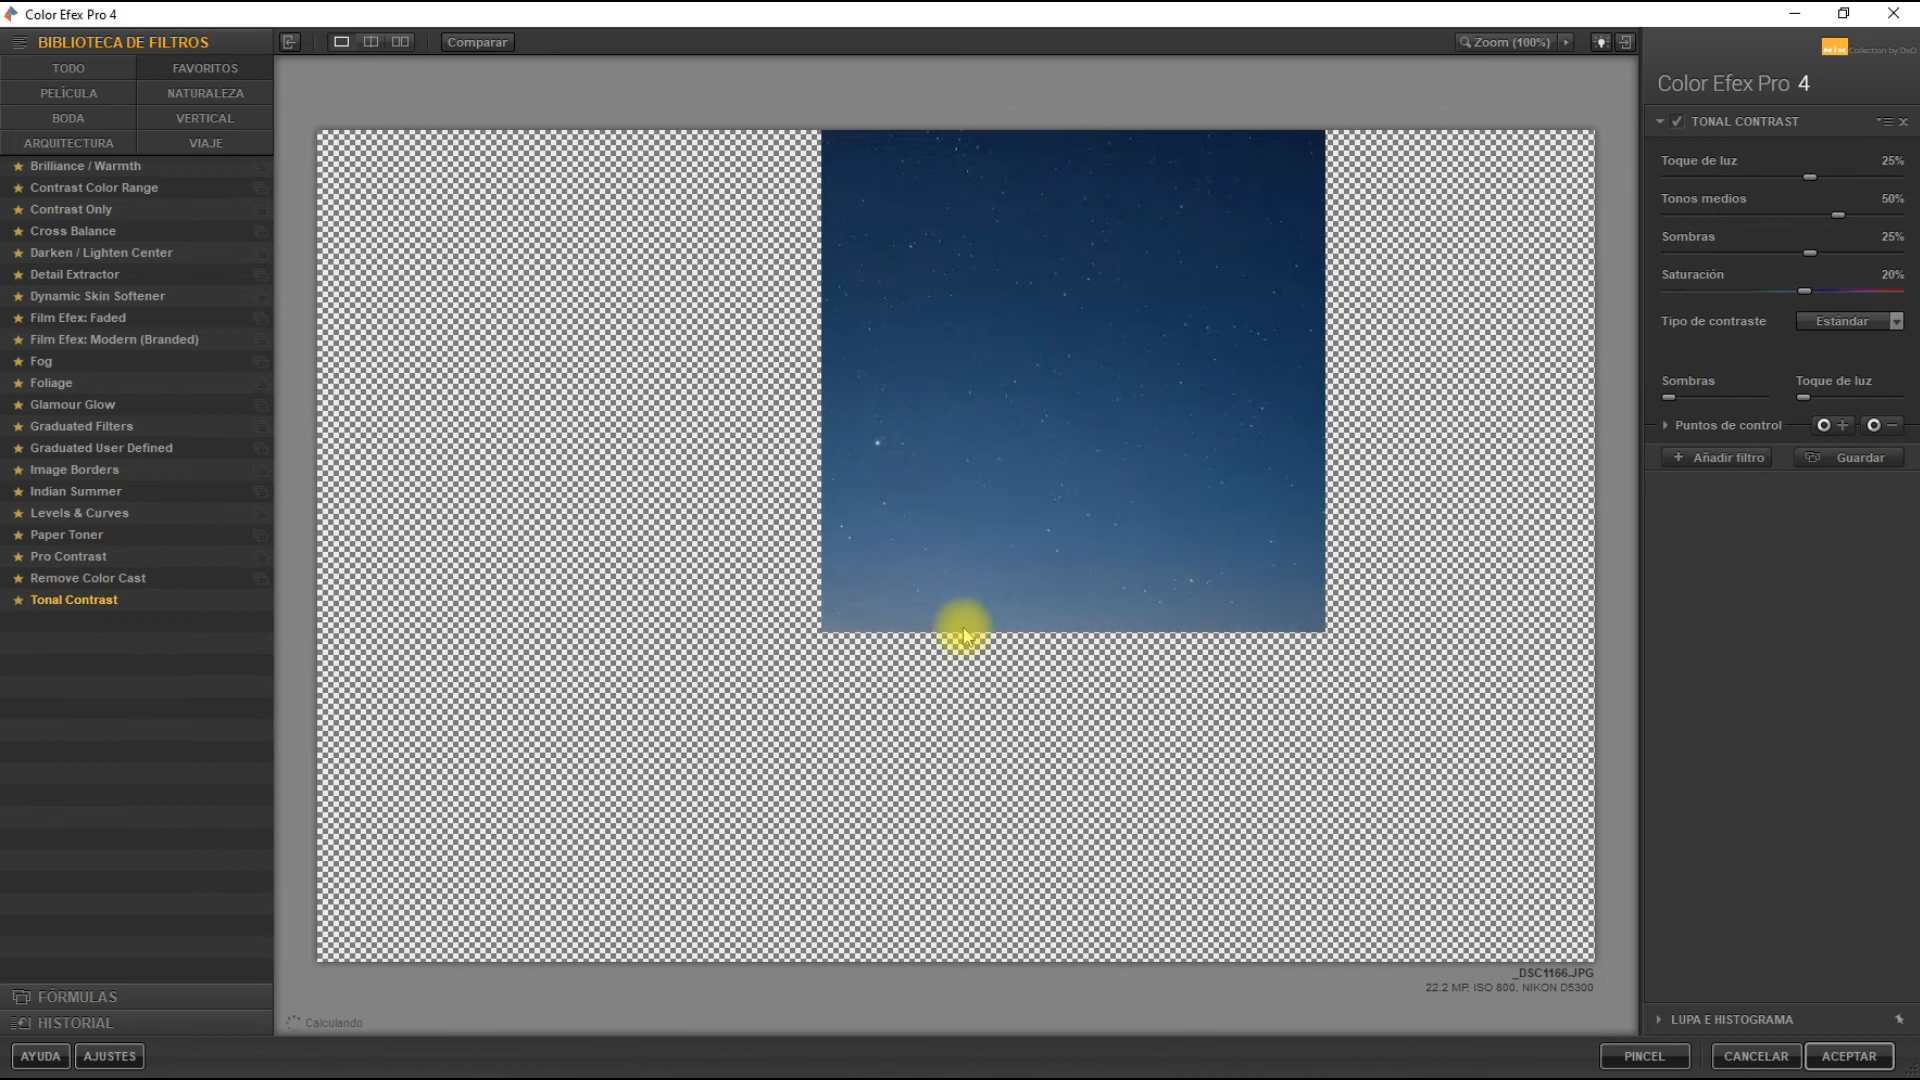 Color Efex Pro 4
BIBLIOTECA DE FILTROS
TODO
FAVORITOS
PELÍCULA
NATURALEZA
BODA
VERTICAL
ARQUITECTURA
VIAJE
Brilliance / Warmth
Contrast Color Range
Contrast Only
Cross Balance
Darken / Lighten Center
Detail Extractor
Dynamic Skin Softener
Film Efex: Faded
Film Efex: Modern (Branded)
Fog
Foliage
Glamour Glow
Graduated Filters
Graduated User Defined
Image Borders
Indian Summer
Levels & Curves
Paper Toner
Pro Contrast
Remove Color Cast
Tonal Contrast
FÓRMULAS
HISTORIAL
AYUDA
AJUSTES
Comparar
Zoom (100%)
_DSC1166.JPG
22.2 MP, ISO 800, NIKON D5300
Calculando
Nik Collection by DxO
Color Efex Pro 4
TONAL CONTRAST
Toque de luz 25%
Tonos medios 50%
Sombras 25%
Saturación 20%
Tipo de contraste Estándar
Sombras Toque de luz
Puntos de control
Añadir filtro
Guardar
LUPA E HISTOGRAMA
PINCEL
CANCELAR
ACEPTAR